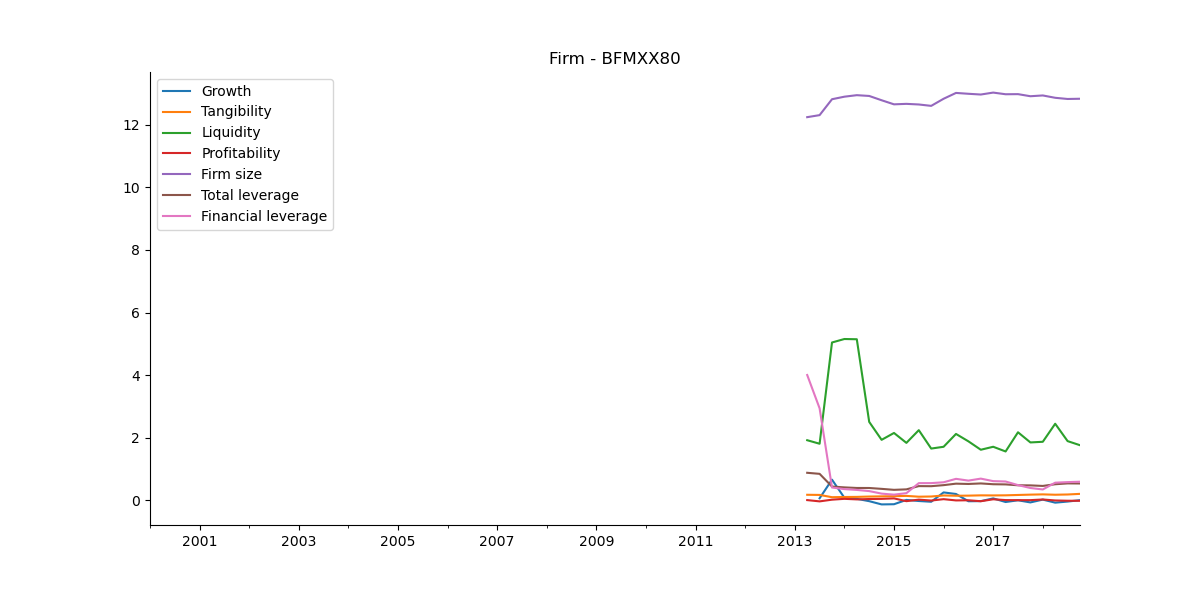 Firm - BFMXX80
Growth
Tangibility
Liquidity
Profitability
Firm size
Total leverage
Financial leverage
12
10
8
6
4
2
0
2001 2003 2005 2007 2009 2011 2013 2015 2017